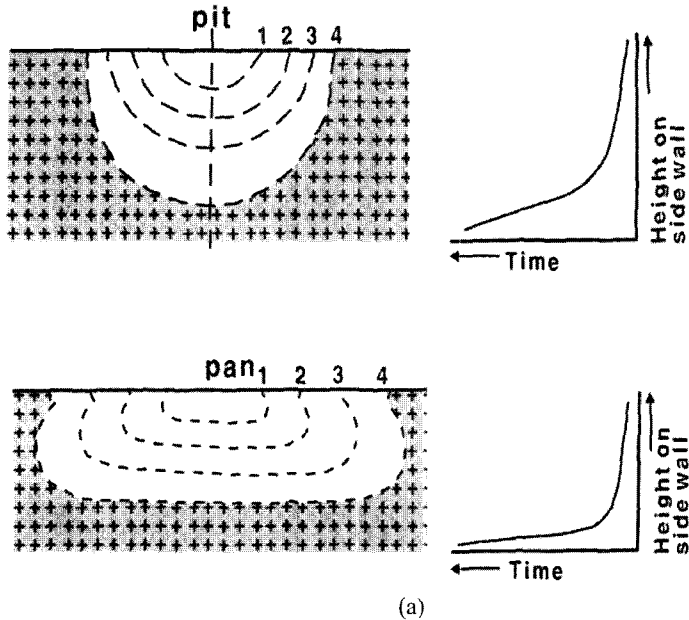 pit
1 2 3 4
Height on
side wall
Time
pan
1 2 3 4
Height on
side wall
Time
(a)